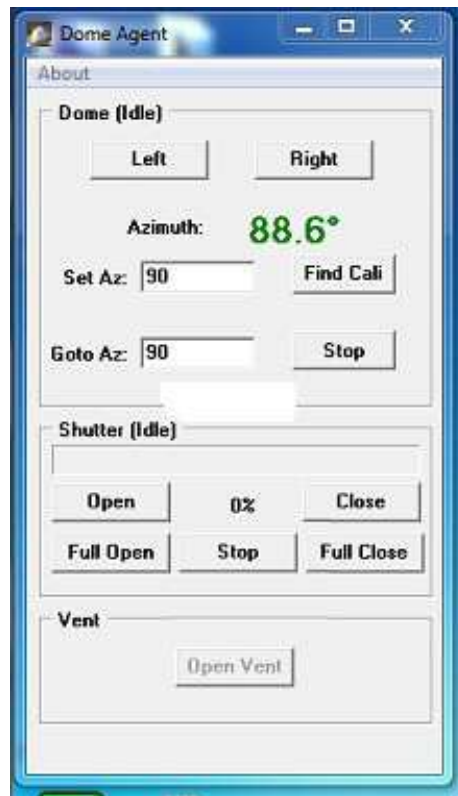 Dome Agent
About
Dome (Idle)
Left Right
Azimuth: 88.6°
Set Az: 90 Find Cali
Goto Az: 90 Stop
Shutter (Idle)
Open 0% Close
Full Open Stop Full Close
Vent
Open Vent